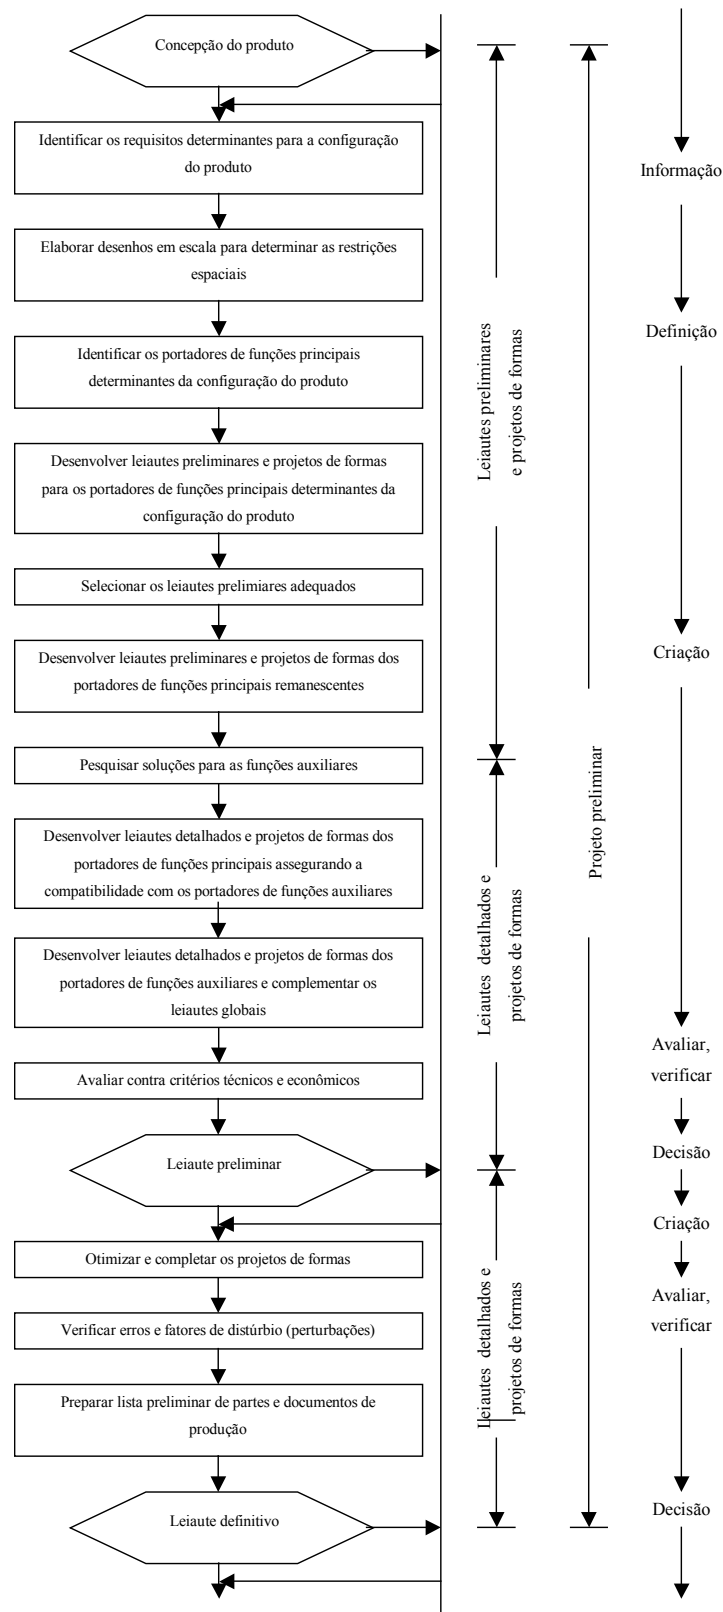 Concepção do produto
Identificar os requisitos determinantes para a configuração
do produto
Elaborar desenhos em escala para determinar as restrições
espaciais
Identificar os portadores de funções principais
determinantes da configuração do produto
Desenvolver leiautes preliminares e projetos de formas
para os portadores de funções principais determinantes da
configuração do produto
Selecionar os leiautes prelimiares adequados
Desenvolver leiautes preliminares e projetos de formas dos
portadores de funções principais remanescentes
Pesquisar soluções para as funções auxiliares
Desenvolver leiautes detalhados e projetos de formas dos
portadores de funções principais assegurando a
compatibilidade com os portadores de funções auxiliares
Desenvolver leiautes detalhados e projetos de formas dos
portadores de funções auxiliares e complementar os
leiautes globais
Avaliar contra critérios técnicos e econômicos
Leiaute preliminar
Otimizar e completar os projetos de formas
Verificar erros e fatores de distúrbio (perturbações)
Preparar lista preliminar de partes e documentos de
produção
Leiaute definitivo
Leiautes preliminares
e projetos de formas
Leiautes detalhados e
projetos de formas
Leiautes detalhados e
projetos de formas
Projeto preliminar
Informação
Definição
Criação
Avaliar,
verificar
Decisão
Criação
Avaliar,
verificar
Decisão